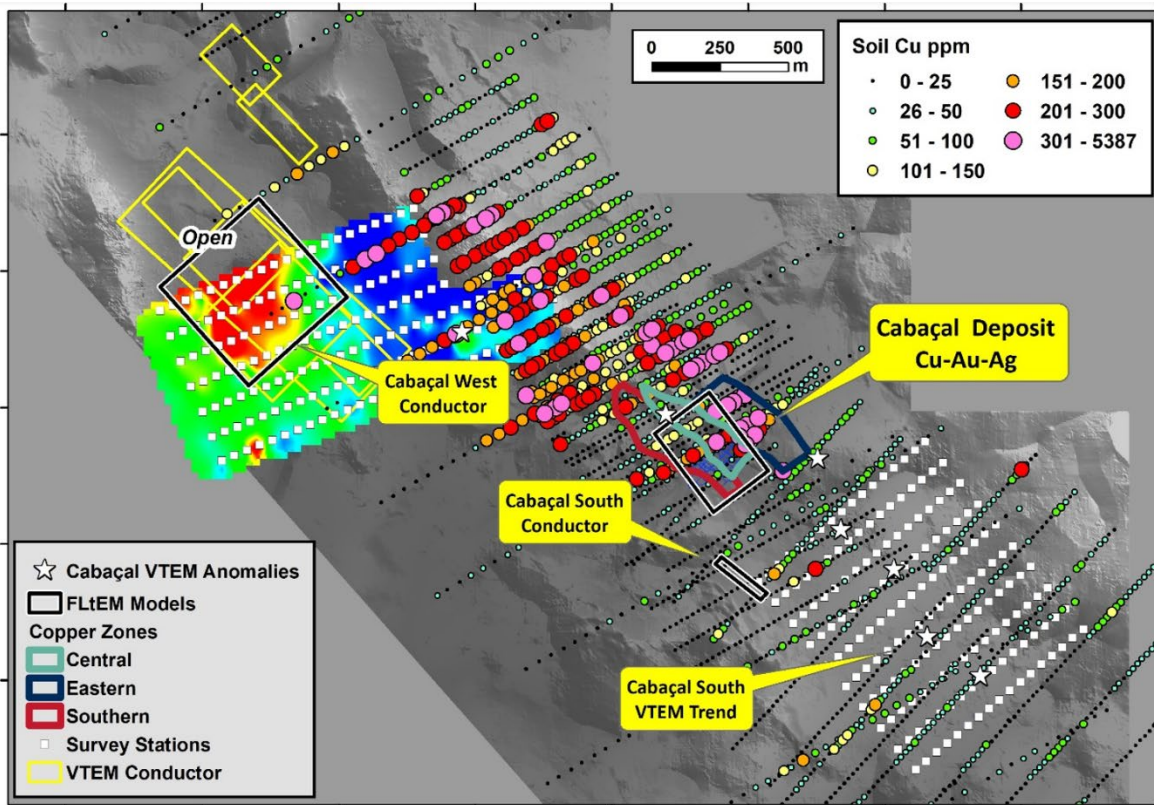 0 250 500
m
Soil Cu ppm
0 - 25
26 - 50
51 - 100
101 - 150
151 - 200
201 - 300
301 - 5387
Open
Cabaçal West
Conductor
Cabaçal Deposit
Cu-Au-Ag
Cabaçal South
Conductor
Cabaçal South
VTEM Trend
Cabaçal VTEM Anomalies
FLtEM Models
Copper Zones
Central
Eastern
Southern
Survey Stations
VTEM Conductor